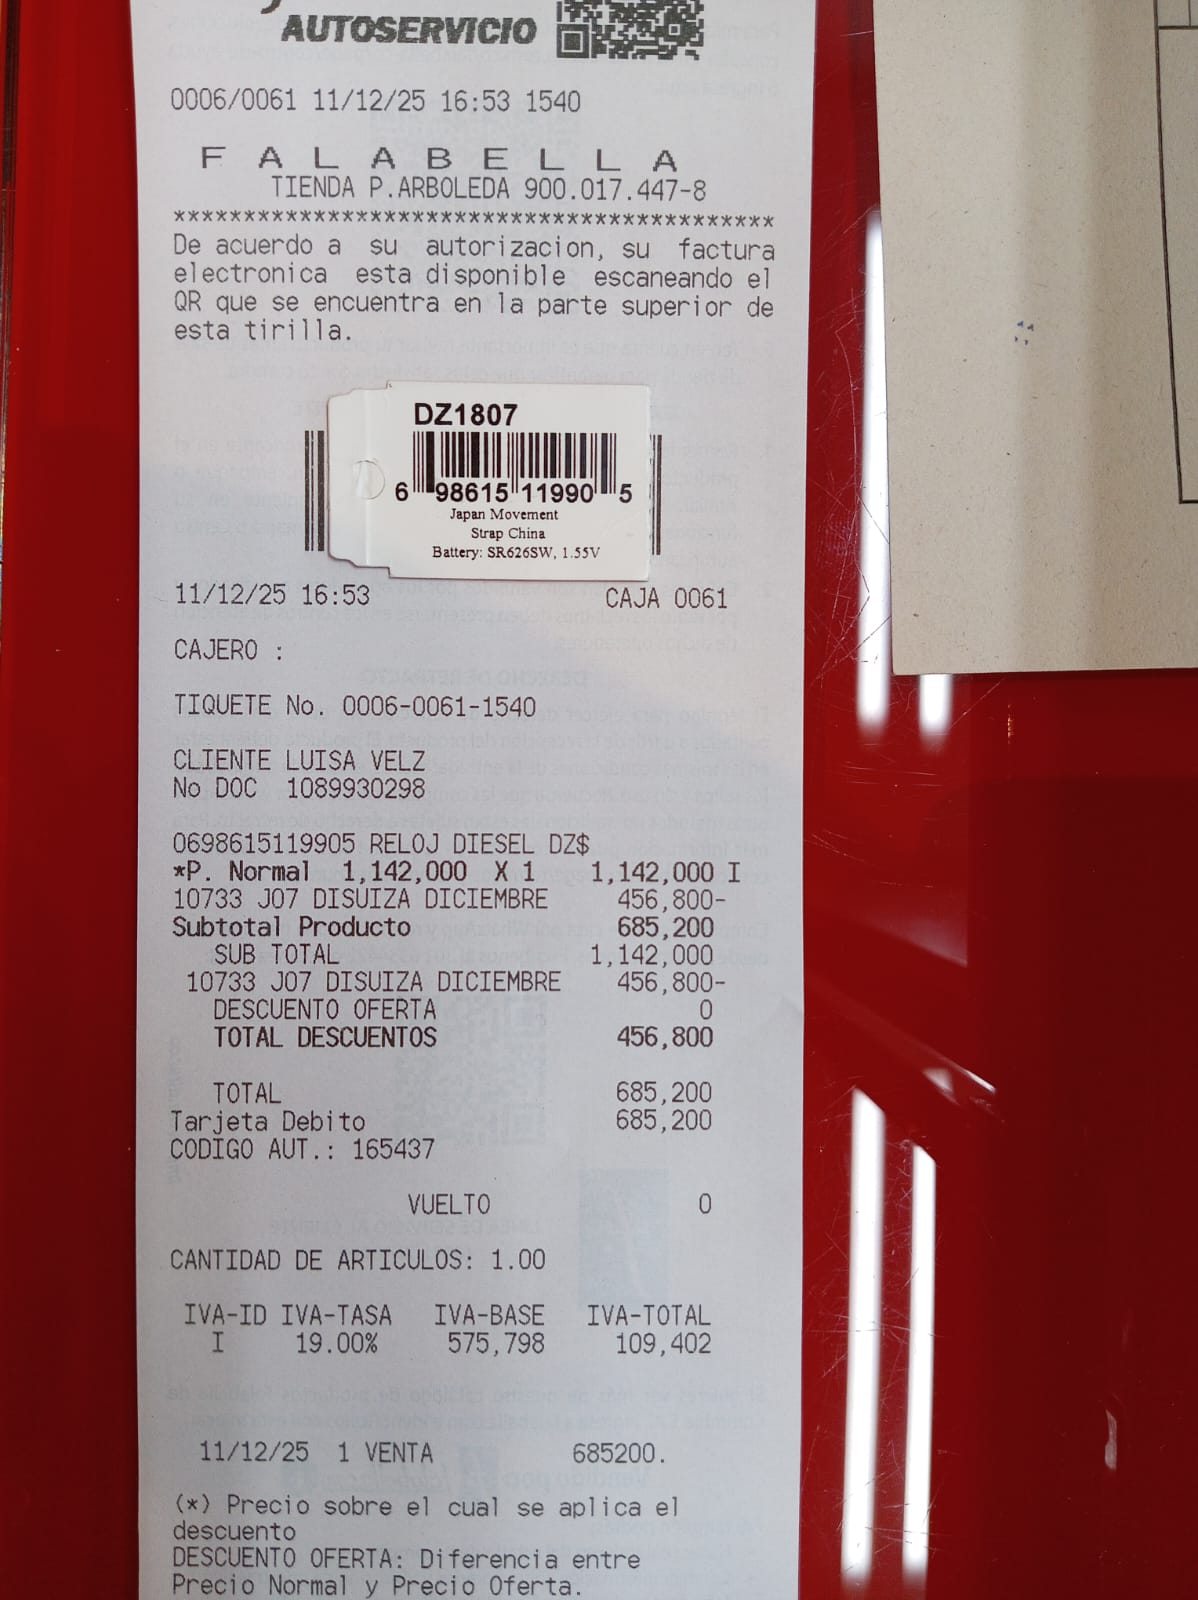 AUTOSERVICIO
0006/0061 11/12/25 16:53 1540
F A L A B E L L A
TIENDA P.ARBOLEDA 900.017.447-8
*******************************************
De acuerdo a su autorizacion, su factura
electronica esta disponible escaneando el
QR que se encuentra en la parte superior de
esta tirilla.
DZ1807
6 98615 11990 5
Japan Movement
Strap China
Battery: SR626SW, 1.55V
11/12/25 16:53 CAJA 0061
CAJERO :
TIQUETE No. 0006-0061-1540
CLIENTE LUISA VELZ
No DOC 1089930298
0698615119905 RELOJ DIESEL DZ$
*P. Normal 1,142,000 X 1 1,142,000 I
10733 J07 DISUIZA DICIEMBRE 456,800-
Subtotal Producto 685,200
SUB TOTAL 1,142,000
10733 J07 DISUIZA DICIEMBRE 456,800-
DESCUENTO OFERTA 0
TOTAL DESCUENTOS 456,800
TOTAL 685,200
Tarjeta Debito 685,200
CODIGO AUT.: 165437
VUELTO 0
CANTIDAD DE ARTICULOS: 1.00
IVA-ID IVA-TASA IVA-BASE IVA-TOTAL
I 19.00% 575,798 109,402
11/12/25 1 VENTA 685200.
(*) Precio sobre el cual se aplica el
descuento
DESCUENTO OFERTA: Diferencia entre
Precio Normal y Precio Oferta.